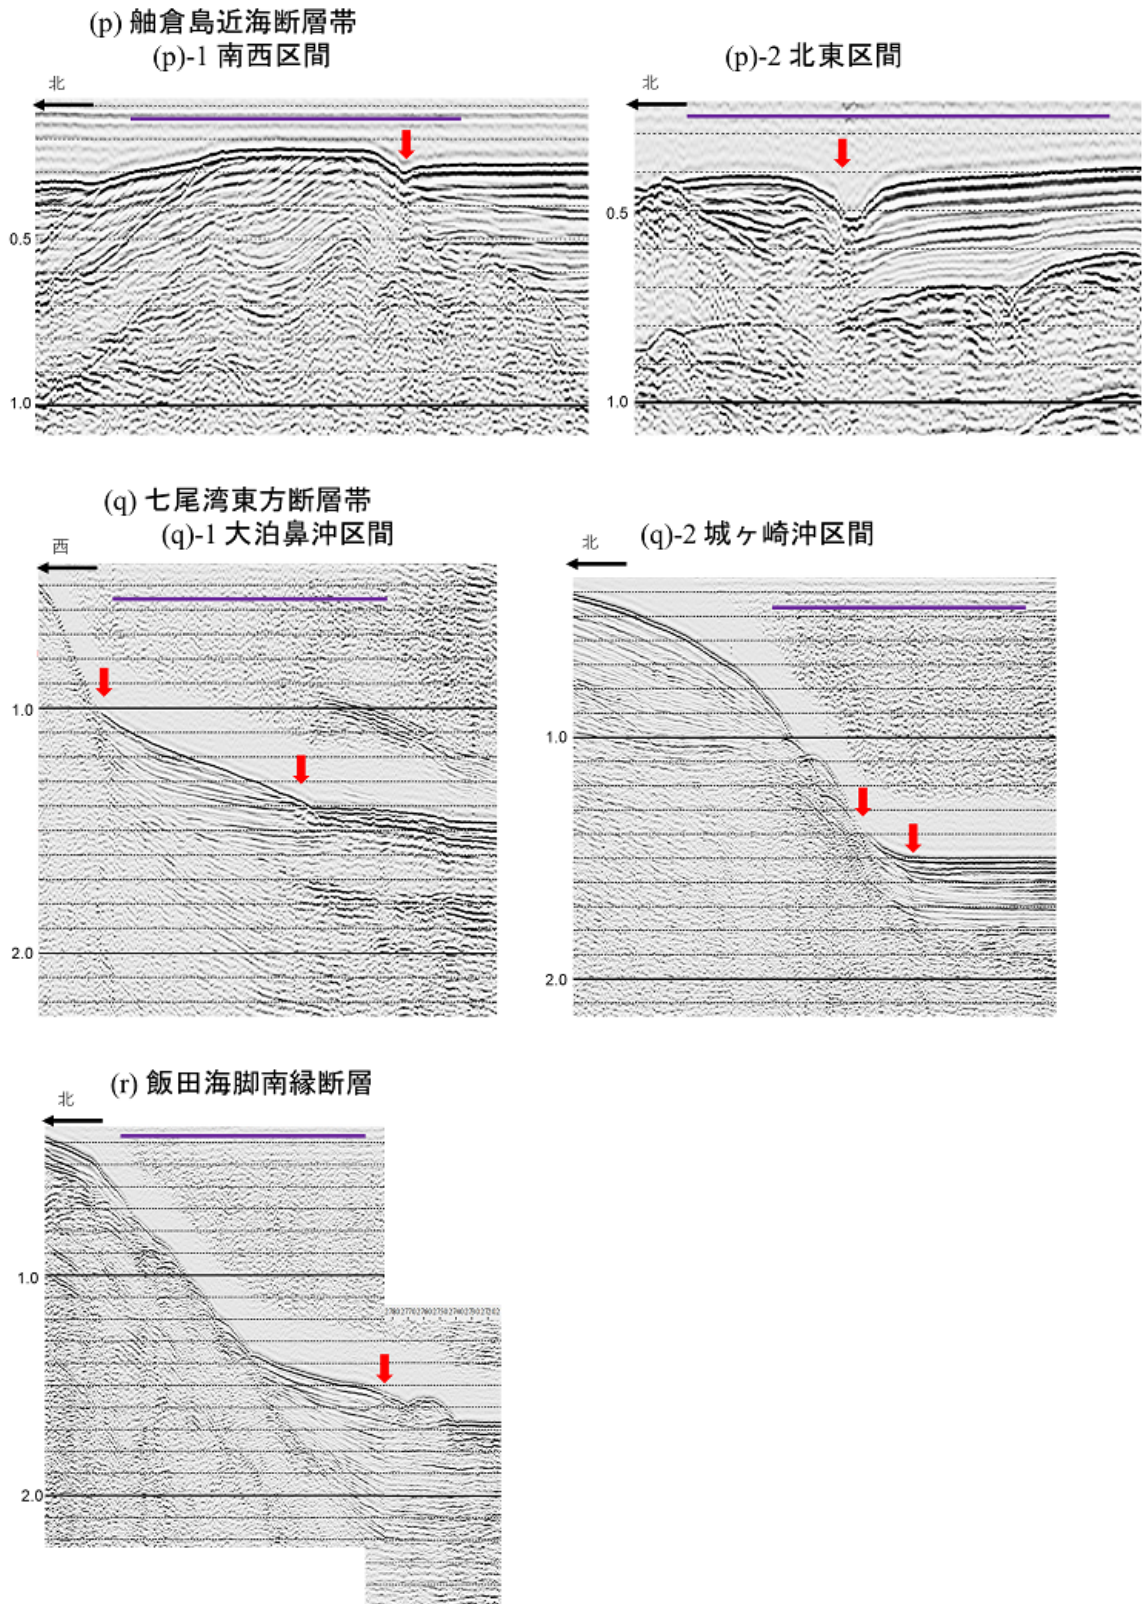 (p) 舳倉島近海断層帯
(p)-1 南西区間
(p)-2 北東区間
北
0.5
1.0
北
0.5
1.0
(q) 七尾湾東方断層帯
(q)-1 大泊鼻沖区間
(q)-2 城ヶ崎沖区間
西
1.0
2.0
北
1.0
2.0
(r) 飯田海脚南縁断層
北
1.0
2.0